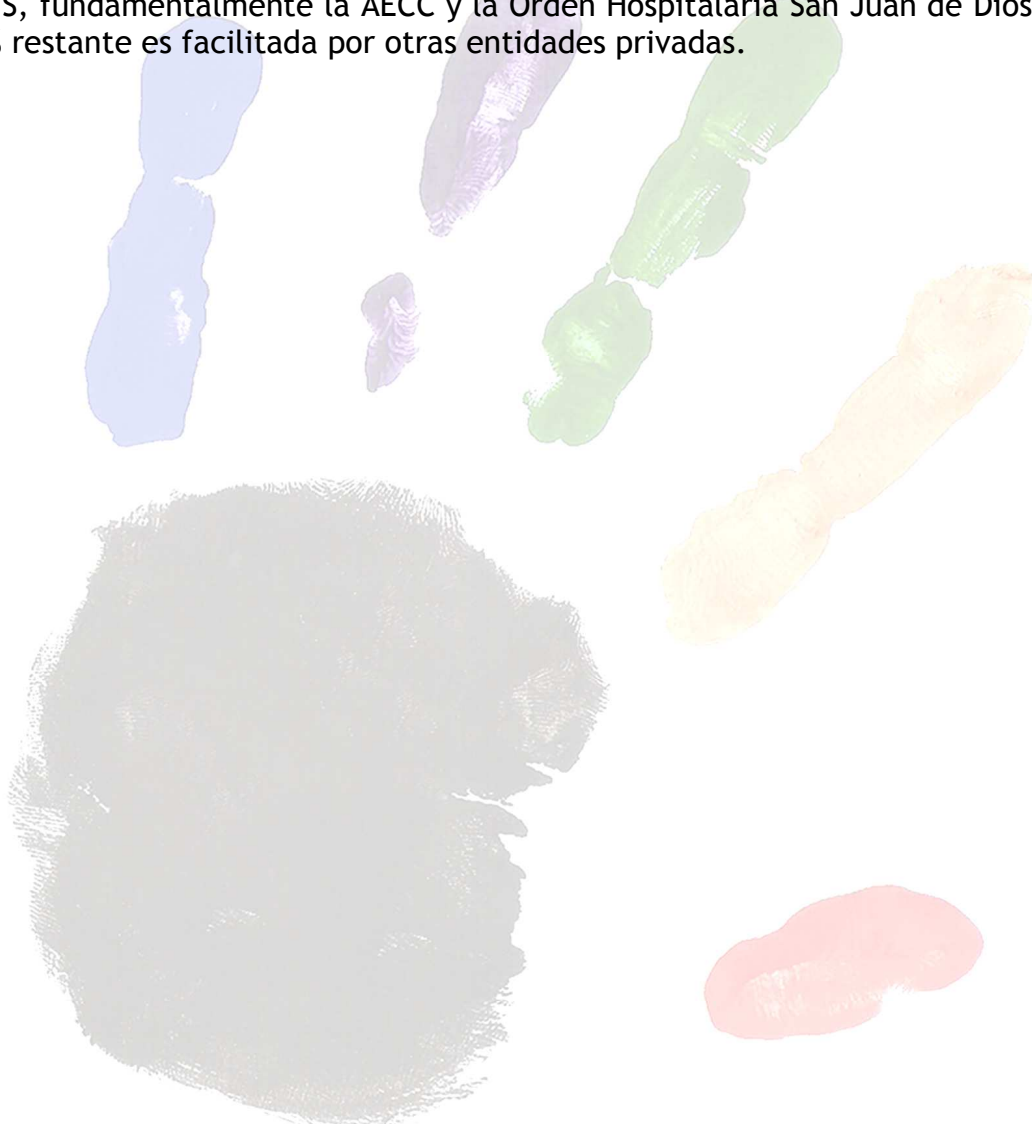 S, fundamentalmente la AECC y la Orden Hospitalaria San Juan de Dios
restante es facilitada por otras entidades privadas.